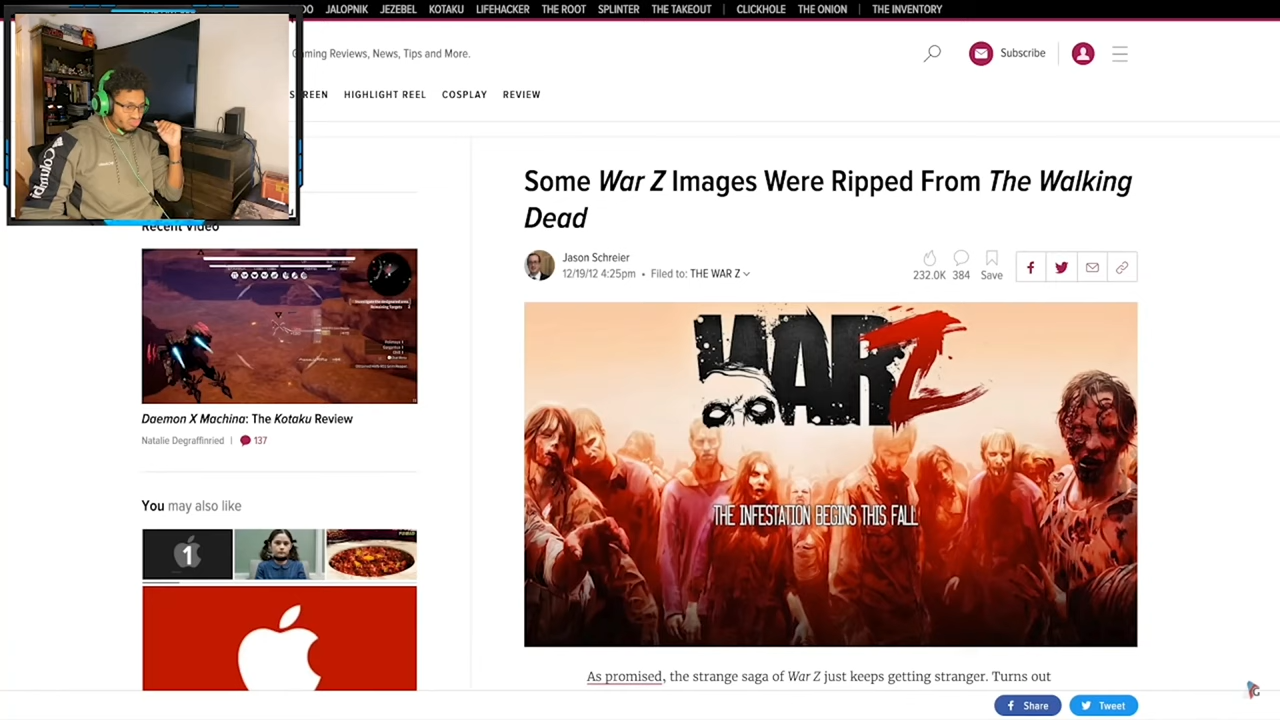 JALOPNIK JEZEBEL KOTAKU LIFEHACKER THE ROOT SPLINTER THE TAKEOUT CLICKHOLE THE ONION THE INVENTORY
Gaming Reviews, News, Tips and More.
Subscribe
HIGHLIGHT REEL COSPLAY REVIEW
Columbia
Recent Video
Daemon X Machina: The Kotaku Review
Natalie Degraffinried 137
You may also like
1
Some War Z Images Were Ripped From The Walking
Dead
Jason Schreier
12/19/12 4:25pm • Filed to: THE WAR Z
232.0K 384 Save
WAR Z
THE INFESTATION BEGINS THIS FALL
As promised, the strange saga of War Z just keeps getting stranger. Turns out
Share Tweet